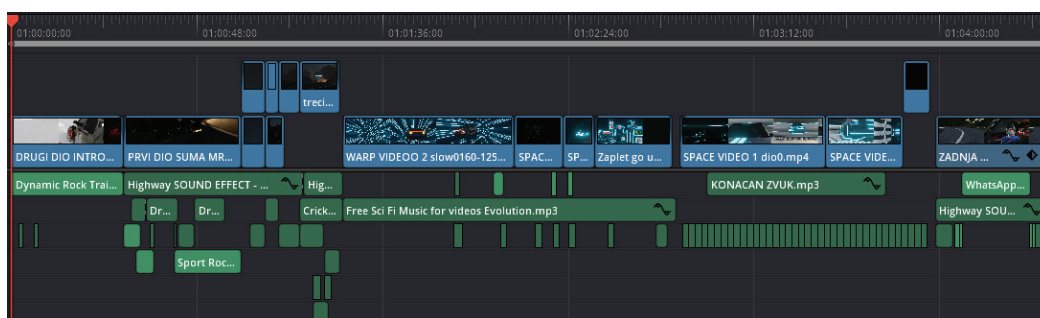 01:00:00:00 01:00:48:00 01:01:36:00 01:02:24:00 01:03:12:00 01:04:00:00
treci...
DRUGI DIO INTRO... PRVI DIO SUMA MR... WARP VIDEOO 2 slow0160-125... SPAC... SP... Zaplet go u... SPACE VIDEO 1 dio0.mp4 SPACE VIDE... ZADNJA ...
Dynamic Rock Trai... Highway SOUND EFFECT - ... Hig... KONACAN ZVUK.mp3 WhatsApp...
Dr... Dr... Crick... Free Sci Fi Music for videos Evolution.mp3 Highway SOU...
Sport Roc...